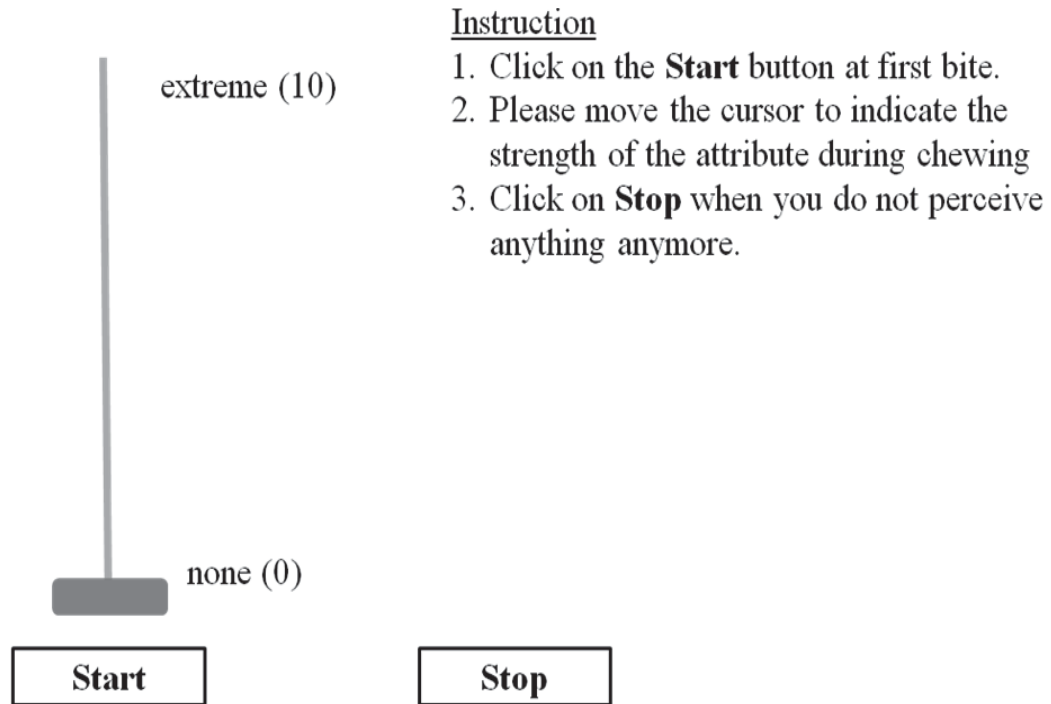 Instruction
extreme (10)
1. Click on the Start button at first bite.
2. Please move the cursor to indicate the
strength of the attribute during chewing
3. Click on Stop when you do not perceive
anything anymore.
none (0)
Start
Stop